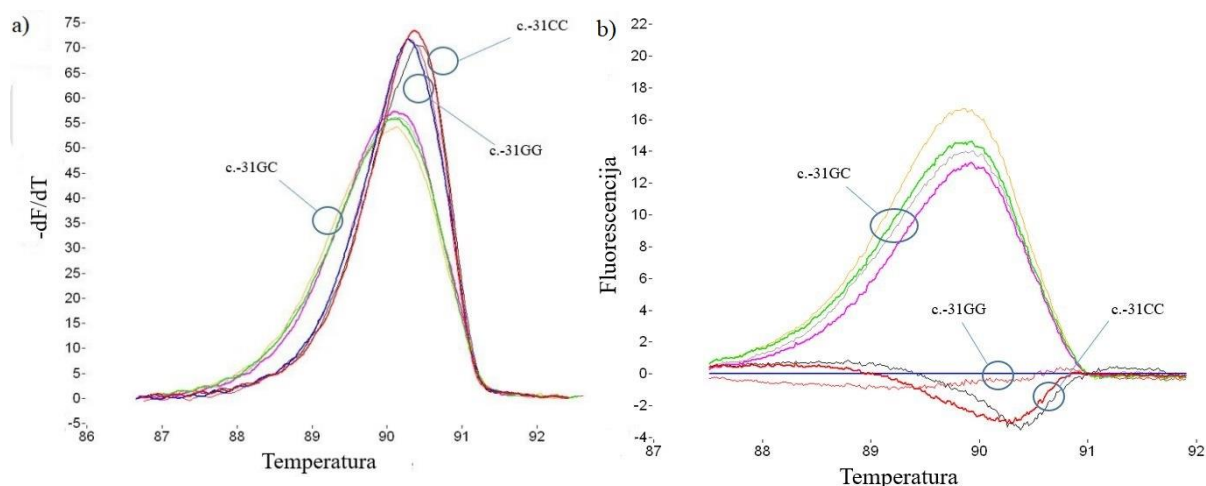 a)
75-
70-
65-
60-
55-
50-
45-
40-
35-
30-
25-
20-
15-
10-
5-
0-
-5-
-dF/dT
c.-31CC
c.-31GG
c.-31GC
86 87 88 89 90 91 92
Temperatura
b)
22-
20-
18-
16-
14-
12-
10-
8-
6-
4-
2-
0-
-2-
-4-
Fluorescencija
c.-31GC
c.-31GG
c.-31CC
87 88 89 90 91 92
Temperatura